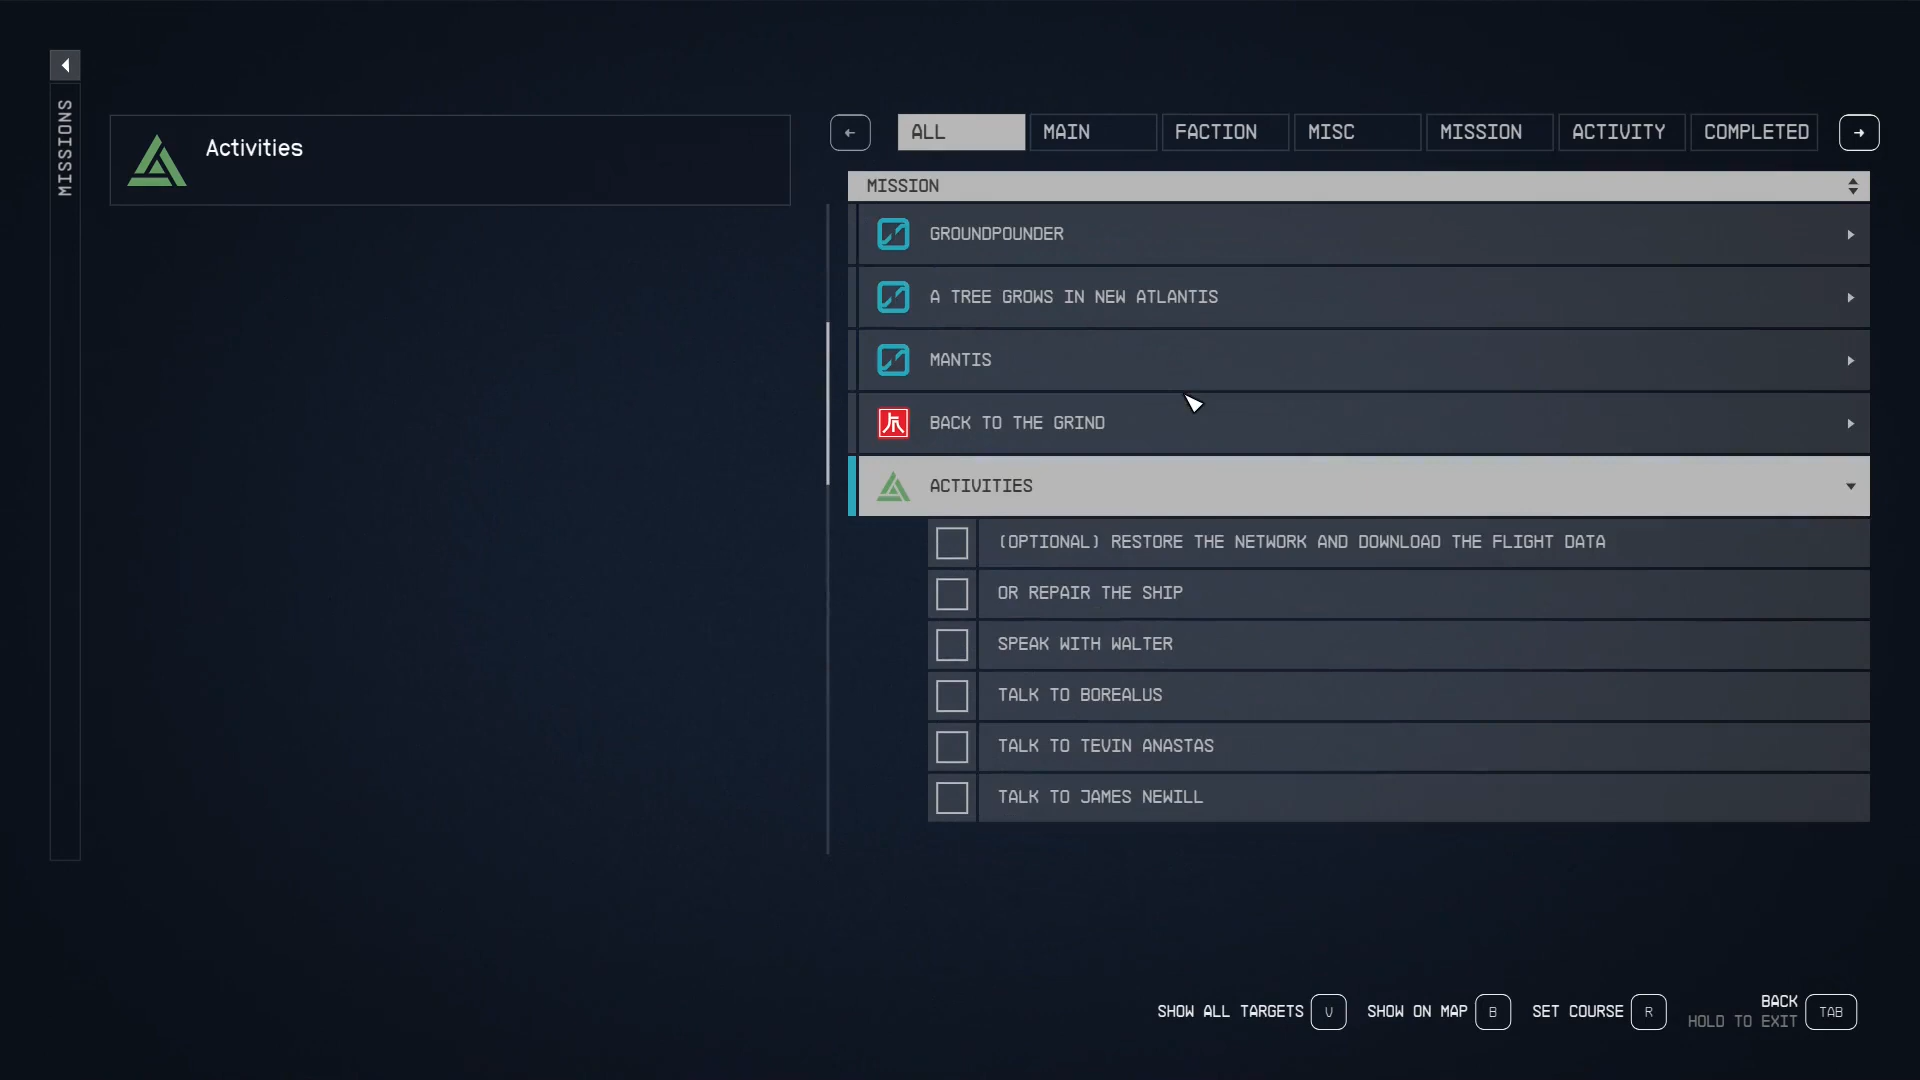 MISSIONS
Activities
ALL
MAIN
FACTION
MISC
MISSION
ACTIVITY
COMPLETED
MISSION
GROUNDPOUNDER
A TREE GROWS IN NEW ATLANTIS
MANTIS
BACK TO THE GRIND
ACTIVITIES
(OPTIONAL) RESTORE THE NETWORK AND DOWNLOAD THE FLIGHT DATA
OR REPAIR THE SHIP
SPEAK WITH WALTER
TALK TO BOREALUS
TALK TO TEVIN ANASTAS
TALK TO JAMES NEWILL
SHOW ALL TARGETS V
SHOW ON MAP B
SET COURSE R
BACK
HOLD TO EXIT
TAB